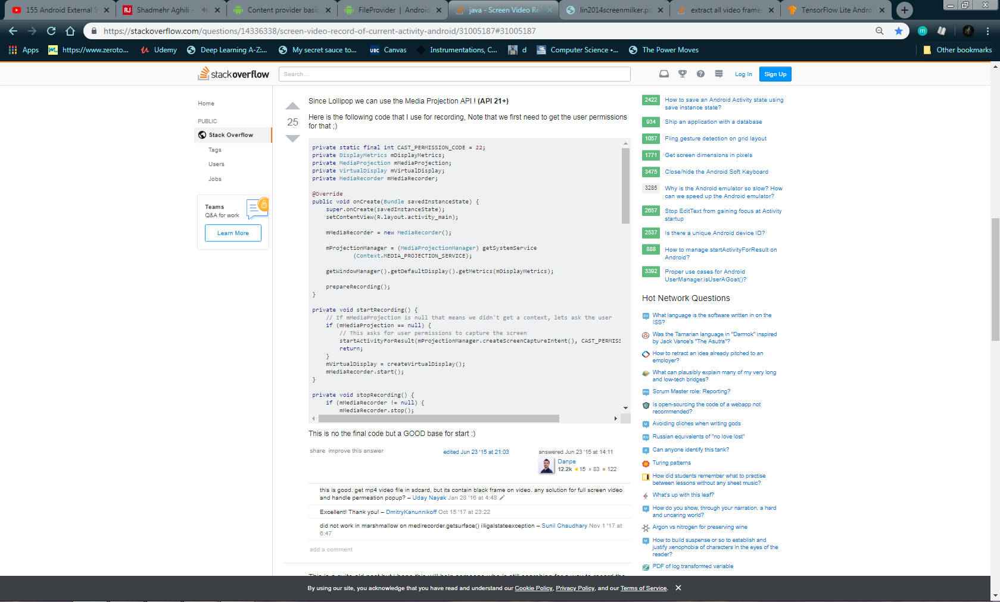 155 Android External S
Shadmehr Aghili -
Content provider basic
FileProvider | Android
java - Screen Video Re
lin2014screenmilker.pd
extract all video frames
TensorFlow Lite Andro
https://stackoverflow.com/questions/14336338/screen-video-record-of-current-activity-android/31005187#31005187
Apps
https://www.zeroto...
Udemy
Deep Learning A-Z:...
My secret sauce to...
UBC Canvas
Instrumentations, C...
d
Computer Science •...
The Power Moves
Other bookmarks
stackoverflow
Search...
Log In
Sign Up
Home
PUBLIC
Stack Overflow
Tags
Users
Jobs
Teams
Q&A for work
Learn More
25
Since Lollipop we can use the Media Projection API ! (API 21+)
Here is the following code that I use for recording, Note that we first need to get the user permissions
for that ;)
private static final int CAST_PERMISSION_CODE = 22;
private DisplayMetrics mDisplayMetrics;
private MediaProjection mMediaProjection;
private VirtualDisplay mVirtualDisplay;
private MediaRecorder mMediaRecorder;
@Override
public void onCreate(Bundle savedInstanceState) {
super.onCreate(savedInstanceState);
setContentView(R.layout.activity_main);
mMediaRecorder = new MediaRecorder();
mProjectionManager = (MediaProjectionManager) getSystemService
(Context.MEDIA_PROJECTION_SERVICE);
getWindowManager().getDefaultDisplay().getMetrics(mDisplayMetrics);
prepareRecording();
}
private void startRecording() {
// If mMediaProjection is null that means we didn't get a context, lets ask the user
if (mMediaProjection == null) {
// This asks for user permissions to capture the screen
startActivityForResult(mProjectionManager.createScreenCaptureIntent(), CAST_PERMISS
return;
}
mVirtualDisplay = createVirtualDisplay();
mMediaRecorder.start();
}
private void stopRecording() {
if (mMediaRecorder != null) {
mMediaRecorder.stop();
This is no the final code but a GOOD base for start :)
share improve this answer
edited Jun 23 '15 at 21:03
answered Jun 23 '15 at 14:11
Danpe
12.2k 15 83 122
this is good. get mp4 video file in sdcard, but its contain black frame on video. any solution for full screen video
and handle permeation popup? – Uday Nayak Jan 28 '16 at 4:48
Excellent! Thank you! – DmitryKanunnikoff Oct 15 '17 at 23:22
did not work in marshmallow on medirecorder.getsurface() illigalstateexception – Sunil Chaudhary Nov 1 '17 at
6:47
add a comment
This is a quite old post but i hope this will help someone who is still searching for a way to record the
2422 How to save an Android Activity state using
save instance state?
934 Ship an application with a database
1057 Fling gesture detection on grid layout
1771 Get screen dimensions in pixels
3475 Close/hide the Android Soft Keyboard
3285 Why is the Android emulator so slow? How
can we speed up the Android emulator?
2657 Stop EditText from gaining focus at Activity
startup
2537 Is there a unique Android device ID?
888 How to manage startActivityForResult on
Android?
3392 Proper use cases for Android
UserManager.isUserAGoat()?
Hot Network Questions
What language is the software written in on the
ISS?
Was the Tamarian language in "Darmok" inspired
by Jack Vance's "The Asutra"?
How to retract an idea already pitched to an
employer?
What can plausibly explain many of my very long
and low-tech bridges?
Scrum Master role: Reporting?
Is open-sourcing the code of a webapp not
recommended?
Avoiding cliches when writing gods
Russian equivalents of "no love lost"
Can anyone identify this tank?
Turing patterns
How did students remember what to practise
between lessons without any sheet music?
What's up with this leaf?
How do you show, through your narration, a hard
and uncaring world?
Argon vs nitrogen for preserving wine
How to build suspense or so to establish and
justify xenophobia of characters in the eyes of the
reader?
PDF of log transformed variable
By using our site, you acknowledge that you have read and understand our Cookie Policy, Privacy Policy, and our Terms of Service.